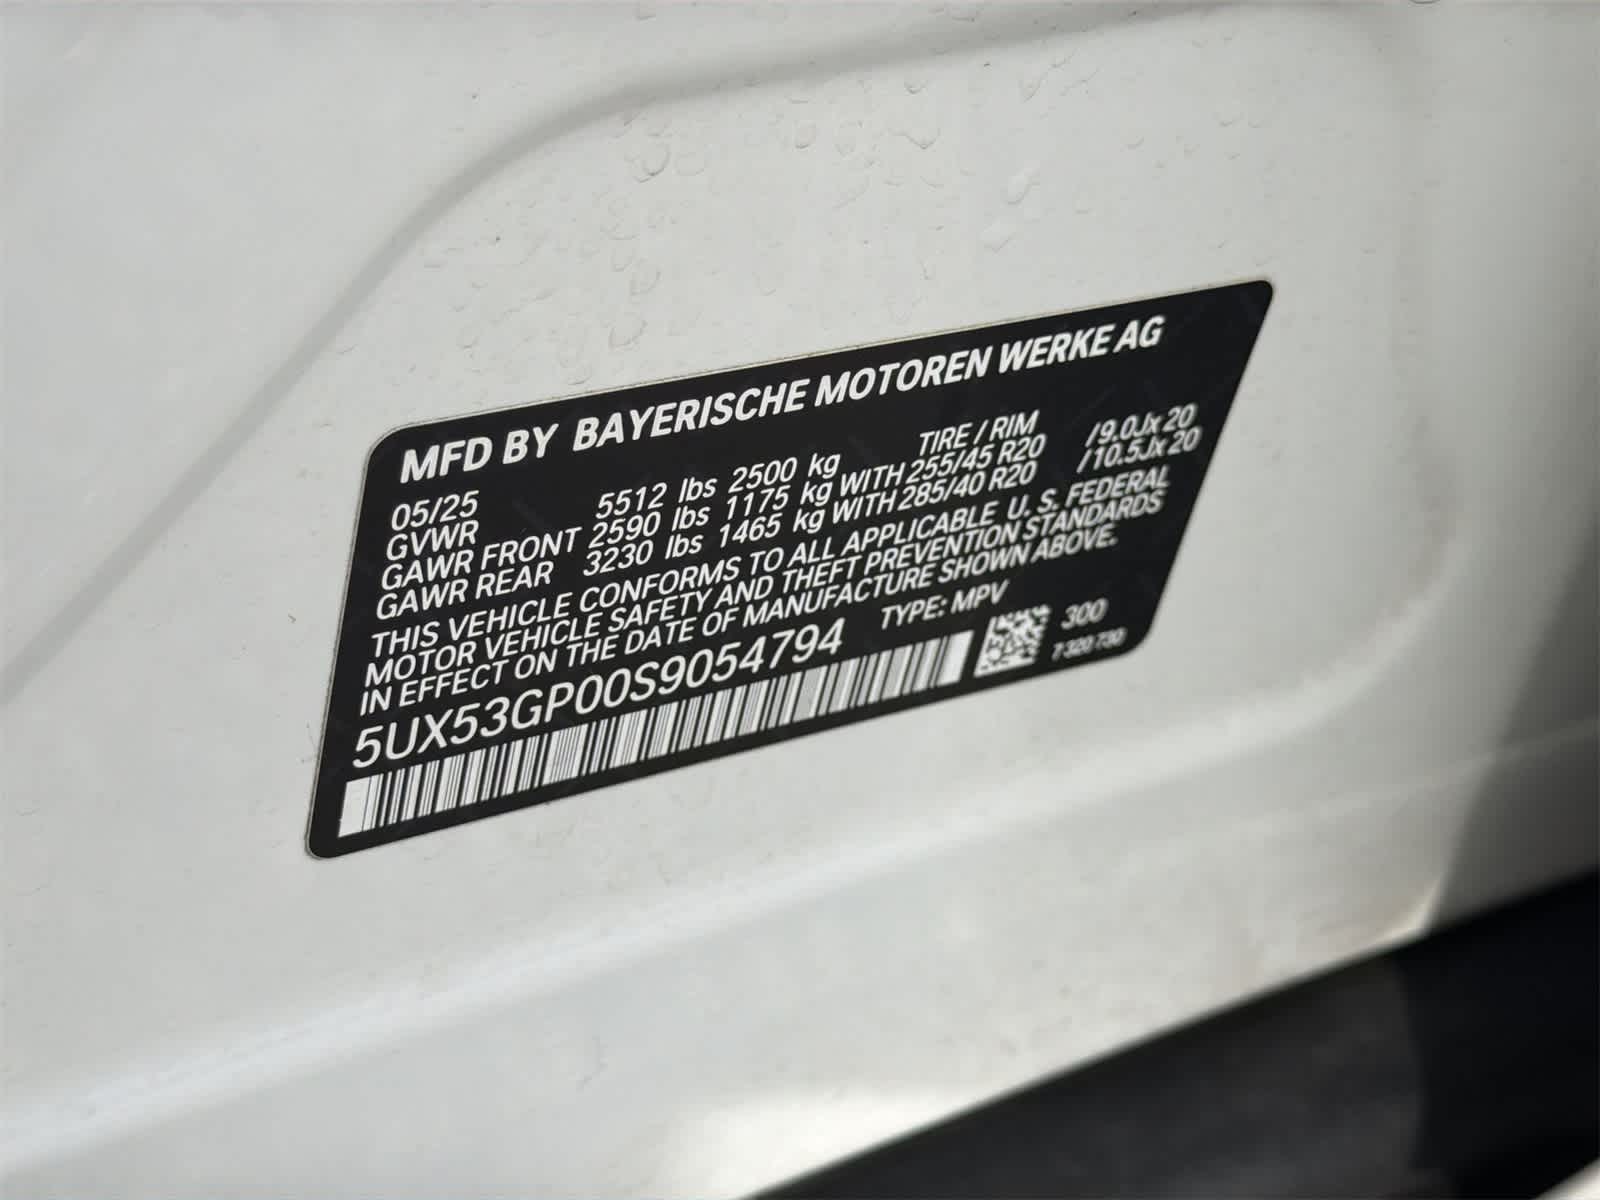 MFD BY BAYERISCHE MOTOREN WERKE AG
05/25 TIRE / RIM
GVWR 5512 lbs 2500 kg
GAWR FRONT 2590 lbs 1175 kg WITH 255/45 R20 /9.0Jx20
GAWR REAR 3230 lbs 1465 kg WITH 285/40 R20 /10.5Jx20
THIS VEHICLE CONFORMS TO ALL APPLICABLE U. S. FEDERAL
MOTOR VEHICLE SAFETY AND THEFT PREVENTION STANDARDS
IN EFFECT ON THE DATE OF MANUFACTURE SHOWN ABOVE.
5UX53GP00S9054794 TYPE: MPV
300
7 320 730